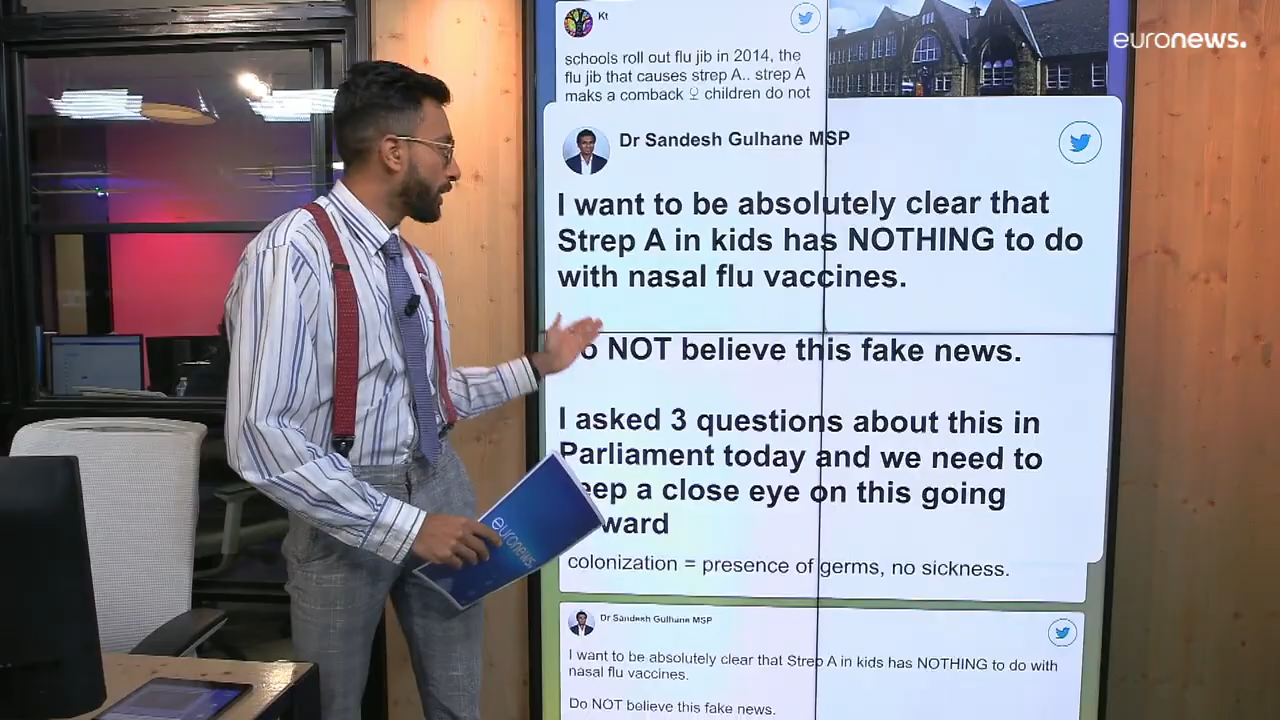 euronews.
Kt
schools roll out flu jib in 2014, the
flu jib that causes strep A.. strep A
makes a comeback children do not
Dr Sandesh Gulhane MSP
I want to be absolutely clear that
Strep A in kids has NOTHING to do
with nasal flu vaccines.
NOT believe this fake news.
I asked 3 questions about this in
Parliament today and we need to
eep a close eye on this going
ward
colonization = presence of germs, no sickness.
Dr Sandesh Gulhane MSP
I want to be absolutely clear that Strep A in kids has NOTHING to do with
nasal flu vaccines.
Do NOT believe this fake news.
euronews.